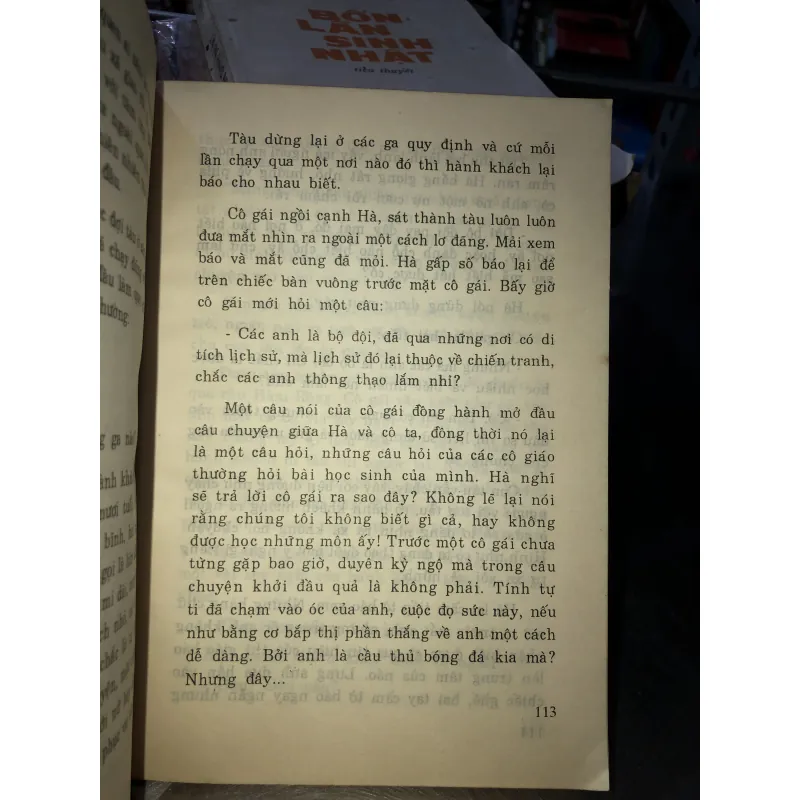 BỐN
LẦN
SINH
NHẬT
tiểu thuyết
Tàu dừng lại ở các ga quy định và cứ mỗi
lần chạy qua một nơi nào đó thì hành khách lại
báo cho nhau biết.
Cô gái ngồi cạnh Hà, sát thành tàu luôn luôn
đưa mắt nhìn ra ngoài một cách lơ đãng. Mải xem
báo và mắt cũng đã mỏi. Hà gấp số báo lại để
trên chiếc bàn vuông trước mặt cô gái. Bấy giờ
cô gái mới hỏi một câu:
- Các anh là bộ đội, đã qua những nơi có di
tích lịch sử, mà lịch sử đó lại thuộc về chiến tranh,
chắc các anh thông thạo lắm nhỉ?
Một câu nói của cô gái đồng hành mở đầu
câu chuyện giữa Hà và cô ta, đồng thời nó lại
là một câu hỏi, những câu hỏi của các cô giáo
thường hỏi bài học sinh của mình. Hà nghĩ
sẽ trả lời cô gái ra sao đây? Không lẽ lại nói
rằng chúng tôi không biết gì cả, hay không
được học những môn ấy! Trước một cô gái chưa
từng gặp bao giờ, duyên kỳ ngộ mà trong câu
chuyện khởi đầu quả là không phải. Tính tự
ti đã chạm vào óc của anh, cuộc đọ sức này, nếu
như bằng cơ bắp thị phần thắng về anh một cách
dễ dàng. Bởi anh là cầu thủ bóng đá kia mà?
Nhưng đây...
113